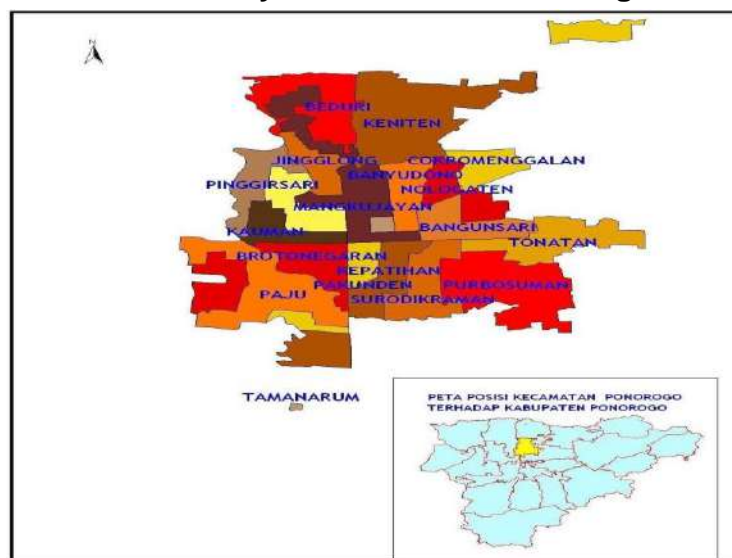 N
BEDURI
KENITEN
JINGGLONG
COKROMENGGALAN
BANYUDONO
PINGGIRSARI
NOLOGATEN
MANGKUJAYAN
KAUMAN
BANGUNSARI
TONATAN
BROTONEGARAN
KEPATIHAN
PAKUNDEN
PURBOSUMAN
PAJU
SURODIKRAMAN
TAMANARUM
PETA POSISI KECAMATAN PONOROGO
TERHADAP KABUPATEN PONOROGO